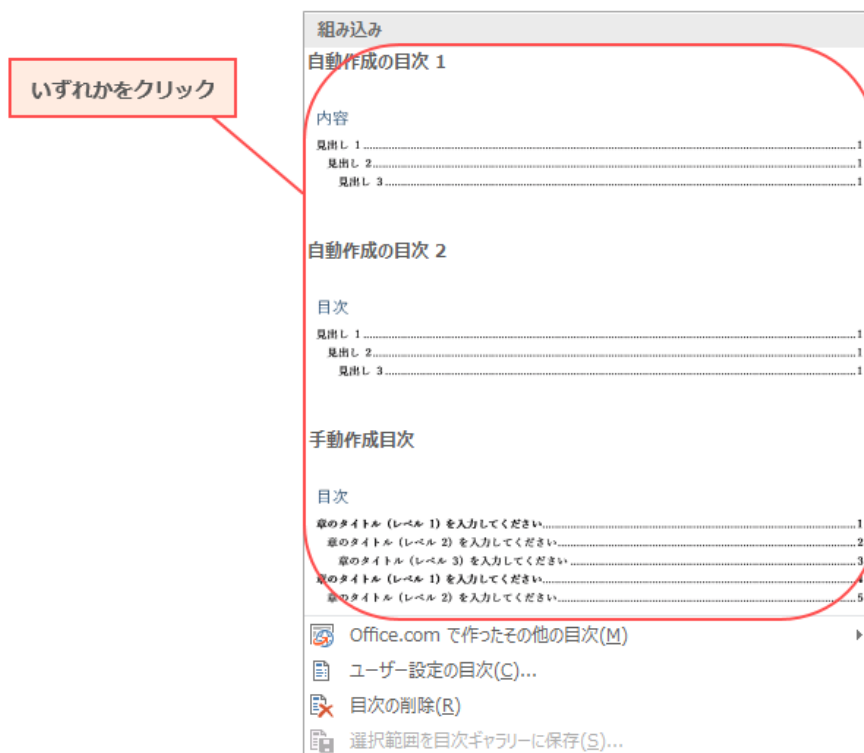 組み込み
自動作成の目次 1
いずれかをクリック
内容
見出し 1........1
見出し 2........1
見出し 3........1
自動作成の目次 2
目次
見出し 1........1
見出し 2........1
見出し 3........1
手動作成目次
目次
章のタイトル (レベル 1) を入力してください........1
章のタイトル (レベル 2) を入力してください........2
章のタイトル (レベル 3) を入力してください........3
章のタイトル (レベル 1) を入力してください........4
章のタイトル (レベル 2) を入力してください........5
Office.com で作ったその他の目次(M)
ユーザー設定の目次(C)...
目次の削除(R)
選択範囲を目次ギャラリーに保存(S)...